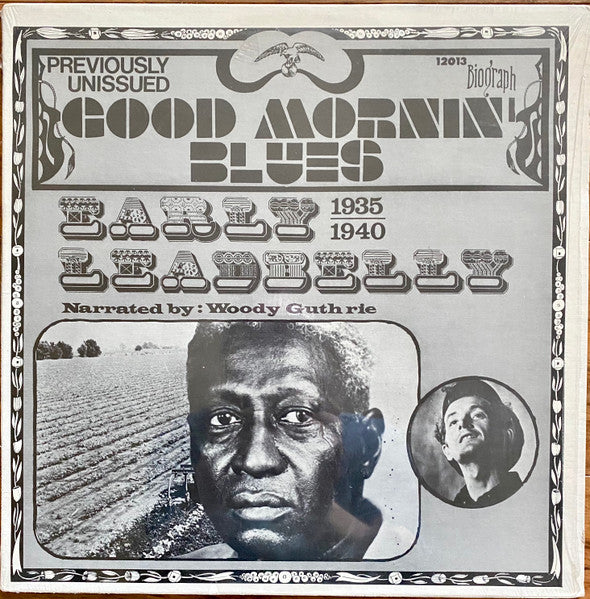 PREVIOUSLY
UNISSUED
12013 Biograph
GOOD MORNIN'
BLUES
EARLY 1935
1940
LEADBELLY
Narrated by: Woody Guthrie